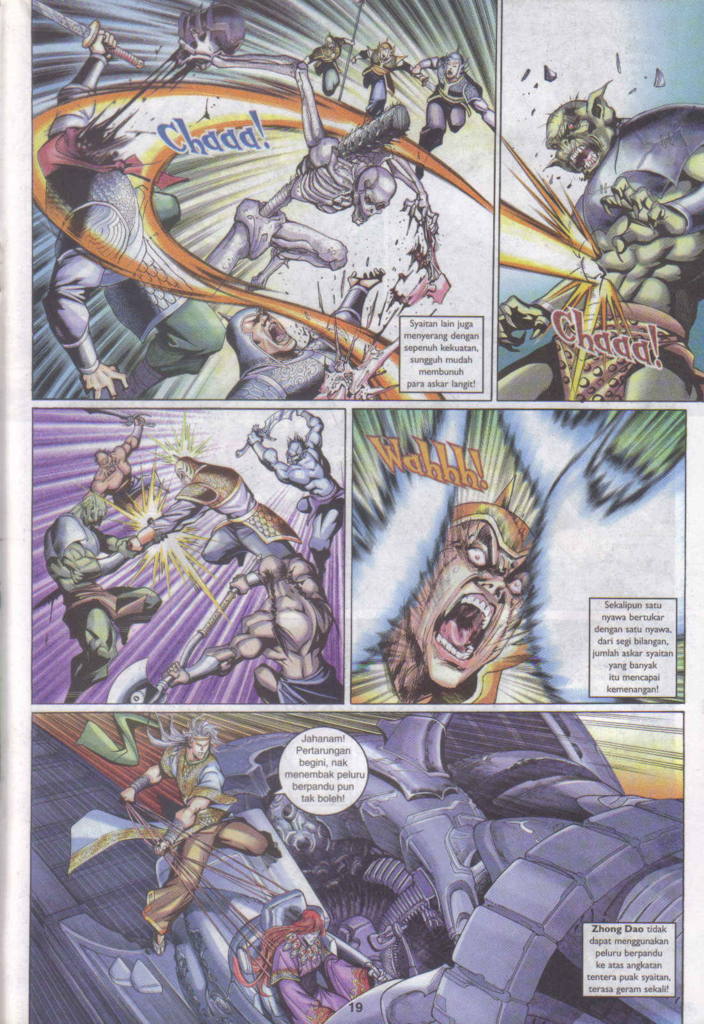 Chaaa!
Syaitan lain juga
menyerang dengan
sepenuh kekuatan,
sungguh mudah
membunuh
para askar langit!
Chaaa!
Wahhh!
Sekalipun satu
nyawa bertukar
dengan satu nyawa,
dari segi bilangan,
jumlah askar syaitan
yang banyak
itu mencapai
kemenangan!
Jahanam!
Pertarungan
begini, nak
menembak peluru
berpandu pun
tak boleh!
Zhong Dao tidak
dapat menggunakan
peluru berpandu
ke atas angkatan
tentera puak syaitan,
terasa geram sekali!
19